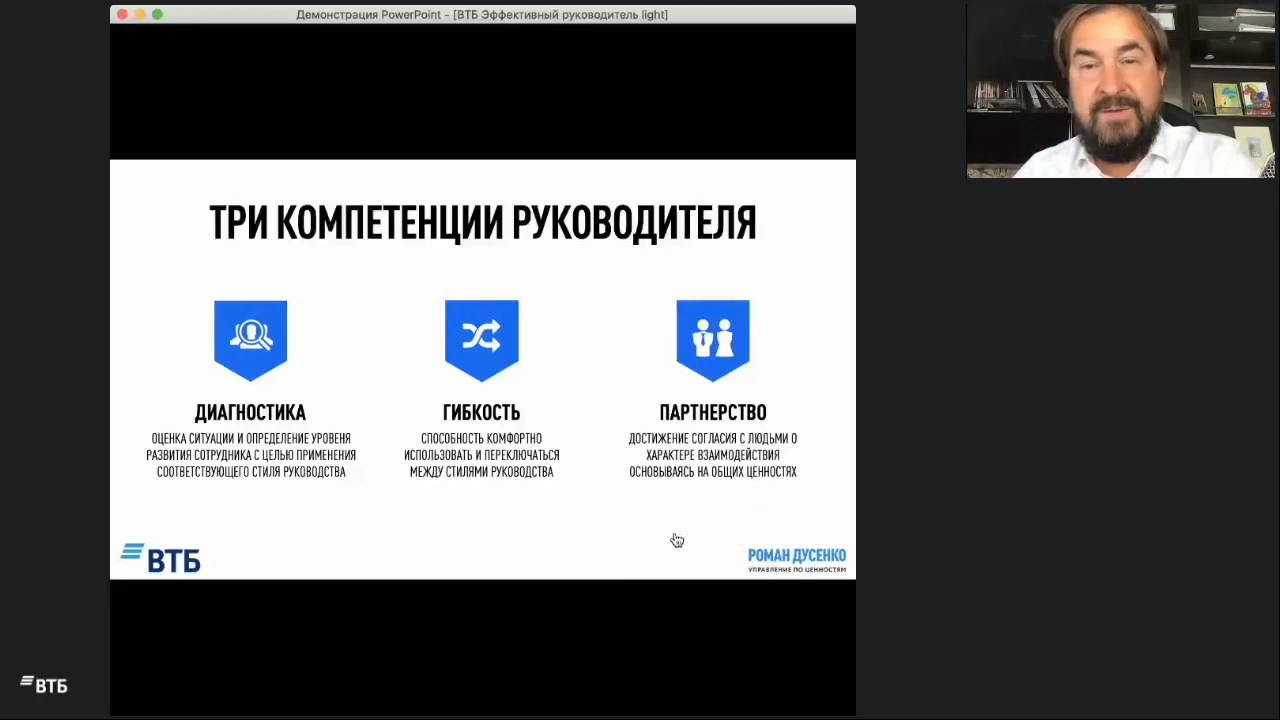 Демонстрация PowerPoint - [ВТБ Эффективный руководитель light]
ТРИ КОМПЕТЕНЦИИ РУКОВОДИТЕЛЯ
ДИАГНОСТИКА
ОЦЕНКА СИТУАЦИИ И ОПРЕДЕЛЕНИЕ УРОВЕНЯ
РАЗВИТИЯ СОТРУДНИКА С ЦЕЛЬЮ ПРИМЕНЕНИЯ
СООТВЕТСТВУЮЩЕГО СТИЛЯ РУКОВОДСТВА
ГИБКОСТЬ
СПОСОБНОСТЬ КОМФОРТНО
ИСПОЛЬЗОВАТЬ И ПЕРЕКЛЮЧАТЬСЯ
МЕЖДУ СТИЛЯМИ РУКОВОДСТВА
ПАРТНЕРСТВО
ДОСТИЖЕНИЕ СОГЛАСИЯ С ЛЮДЬМИ О
ХАРАКТЕРЕ ВЗАИМОДЕЙСТВИЯ
ОСНОВЫВАЯСЬ НА ОБЩИХ ЦЕННОСТЯХ
ВТБ
РОМАН ДУСЕНКО
УПРАВЛЕНИЕ ПО ЦЕННОСТЯМ
ВТБ